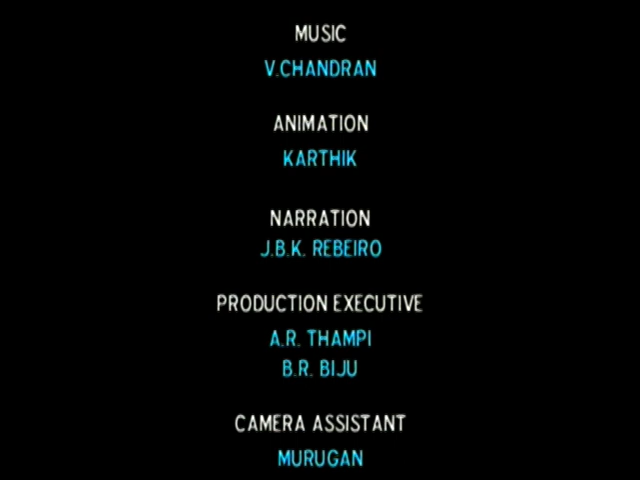 MUSIC
V.CHANDRAN
ANIMATION
KARTHIK
NARRATION
J.B.K. REBEIRO
PRODUCTION EXECUTIVE
A.R. THAMPI
B.R. BIJU
CAMERA ASSISTANT
MURUGAN